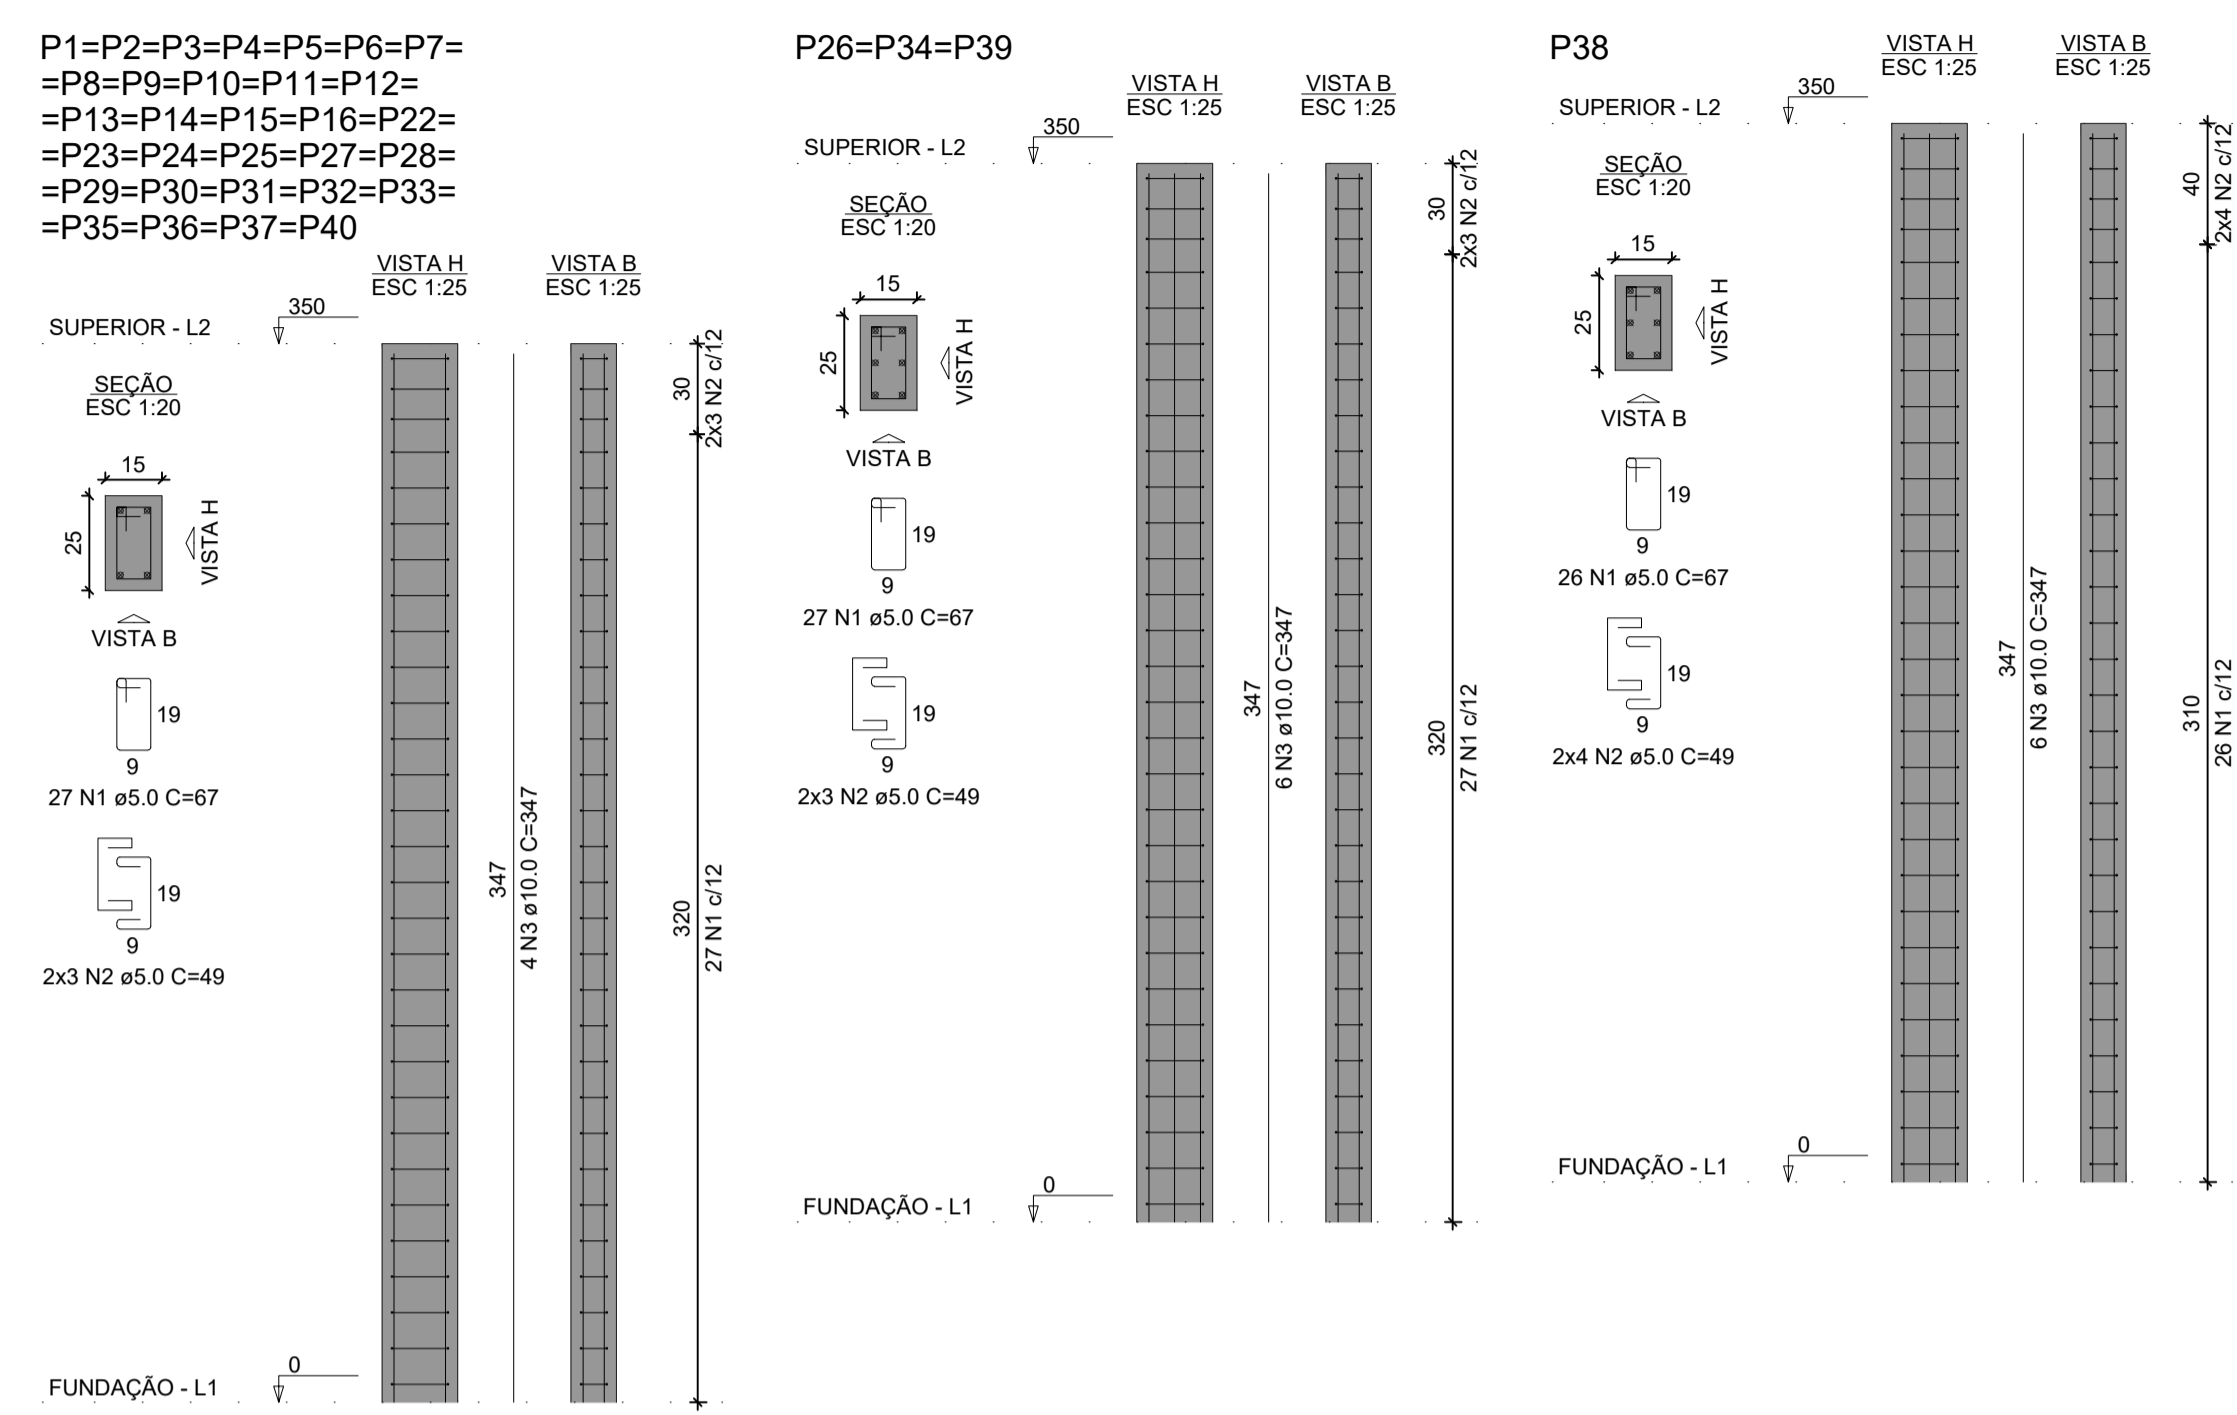 P1=P2=P3=P4=P5=P6=P7=
=P8=P9=P10=P11=P12=
=P13=P14=P15=P16=P22=
=P23=P24=P25=P27=P28=
=P29=P30=P31=P32=P33=
=P35=P36=P37=P40
VISTA H
ESC 1:25
VISTA B
ESC 1:25
350
SUPERIOR - L2
SEÇÃO
ESC 1:20
15
25
VISTA H
VISTA B
19
9
27 N1 ø5.0 C=67
19
9
2x3 N2 ø5.0 C=49
347
4 N3 ø10.0 C=347
30
2x3 N2 c/12
320
27 N1 c/12
0
FUNDAÇÃO - L1
P26=P34=P39
VISTA H
ESC 1:25
VISTA B
ESC 1:25
350
SUPERIOR - L2
SEÇÃO
ESC 1:20
15
25
VISTA H
VISTA B
19
9
27 N1 ø5.0 C=67
19
9
2x3 N2 ø5.0 C=49
347
6 N3 ø10.0 C=347
30
2x3 N2 c/12
320
27 N1 c/12
0
FUNDAÇÃO - L1
P38
VISTA H
ESC 1:25
VISTA B
ESC 1:25
350
SUPERIOR - L2
SEÇÃO
ESC 1:20
15
25
VISTA H
VISTA B
19
9
26 N1 ø5.0 C=67
19
9
2x4 N2 ø5.0 C=49
347
6 N3 ø10.0 C=347
40
2x4 N2 c/12
310
26 N1 c/12
0
FUNDAÇÃO - L1